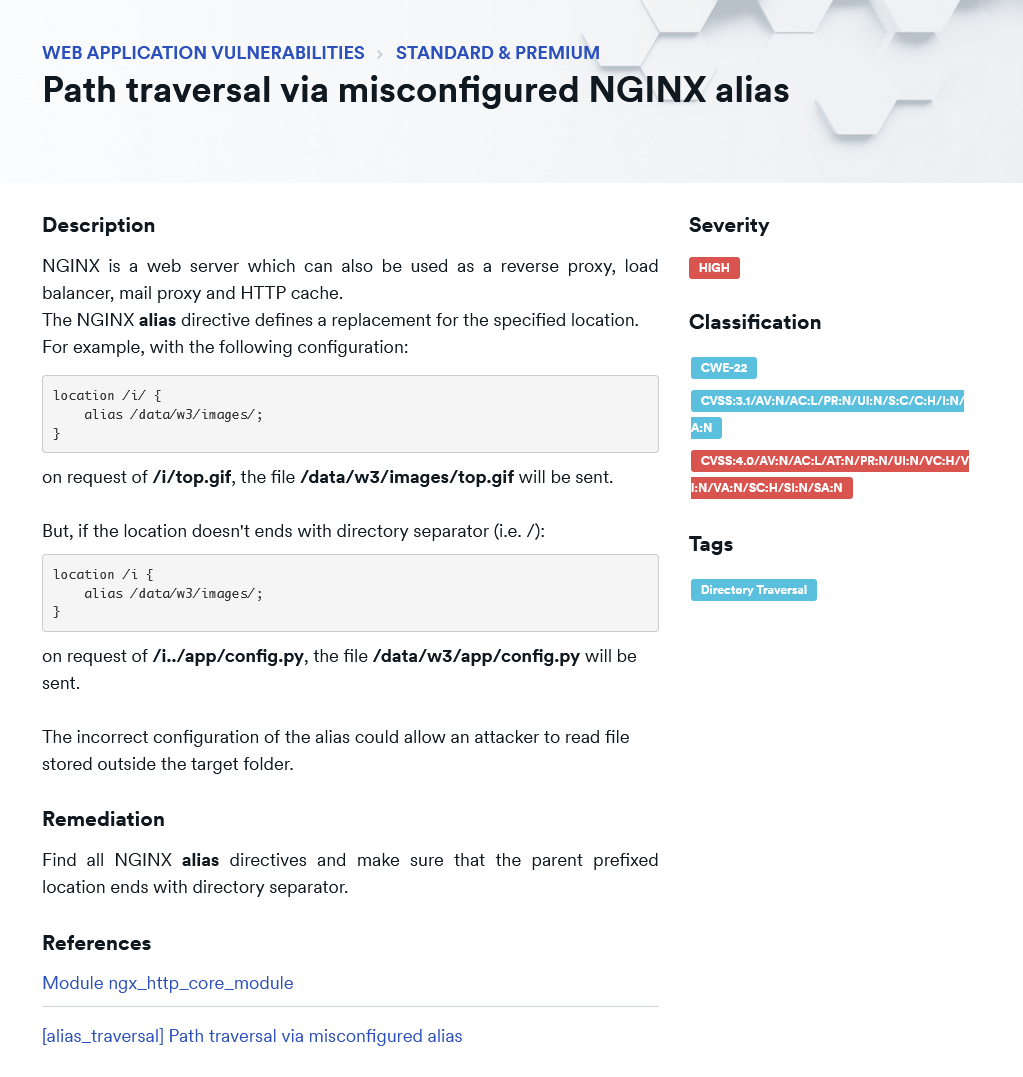 WEB APPLICATION VULNERABILITIES › STANDARD & PREMIUM
Path traversal via misconfigured NGINX alias
Description
NGINX is a web server which can also be used as a reverse proxy, load
balancer, mail proxy and HTTP cache.
The NGINX alias directive defines a replacement for the specified location.
For example, with the following configuration:
location /i/ {
    alias /data/w3/images/;
}
on request of /i/top.gif, the file /data/w3/images/top.gif will be sent.
But, if the location doesn't ends with directory separator (i.e. /):
location /i {
    alias /data/w3/images/;
}
on request of /i../app/config.py, the file /data/w3/app/config.py will be
sent.
The incorrect configuration of the alias could allow an attacker to read file
stored outside the target folder.
Remediation
Find all NGINX alias directives and make sure that the parent prefixed
location ends with directory separator.
References
Module ngx_http_core_module
[alias_traversal] Path traversal via misconfigured alias
Severity
HIGH
Classification
CWE-22
CVSS:3.1/AV:N/AC:L/PR:N/UI:N/S:C/C:H/I:N/
A:N
CVSS:4.0/AV:N/AC:L/AT:N/PR:N/UI:N/VC:H/V
I:N/VA:N/SC:H/SI:N/SA:N
Tags
Directory Traversal